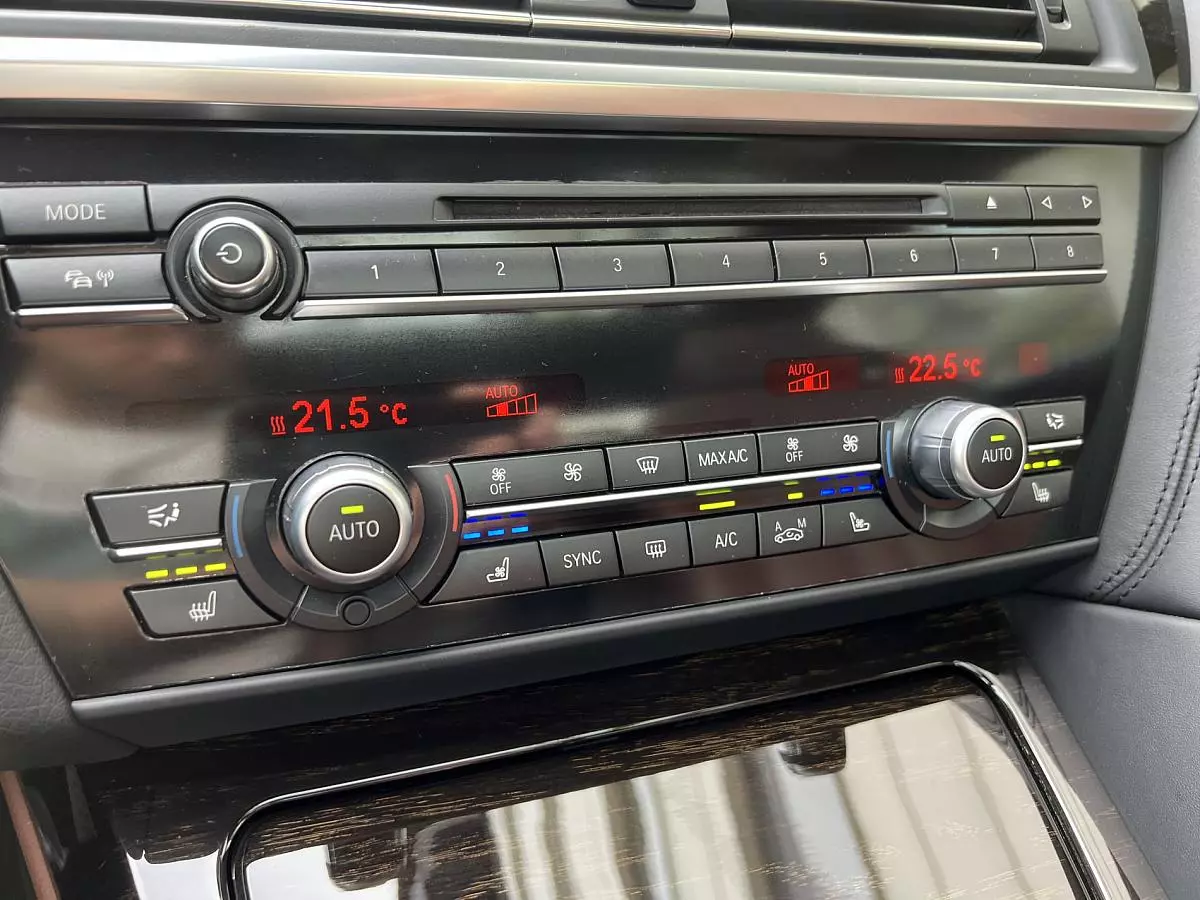 MODE
1 2 3 4 5 6 7 8
21.5 °C
AUTO
AUTO
22.5 °C
OFF
MAX A/C
OFF
AUTO
AUTO
SYNC
A/C
A M